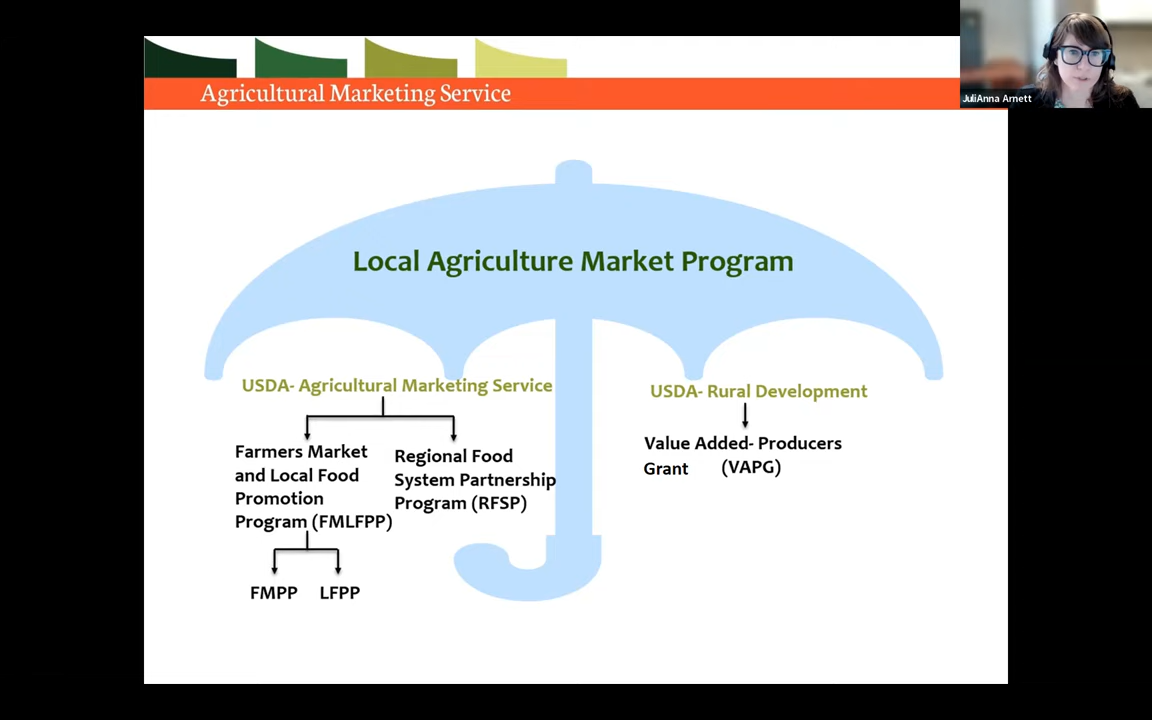 Agricultural Marketing Service
JuliAnna Arnett
Local Agriculture Market Program
USDA- Agricultural Marketing Service
Farmers Market
and Local Food
Promotion
Program (FMLFPP)
Regional Food
System Partnership
Program (RFSP)
FMPP LFPP
USDA- Rural Development
Value Added- Producers
Grant (VAPG)